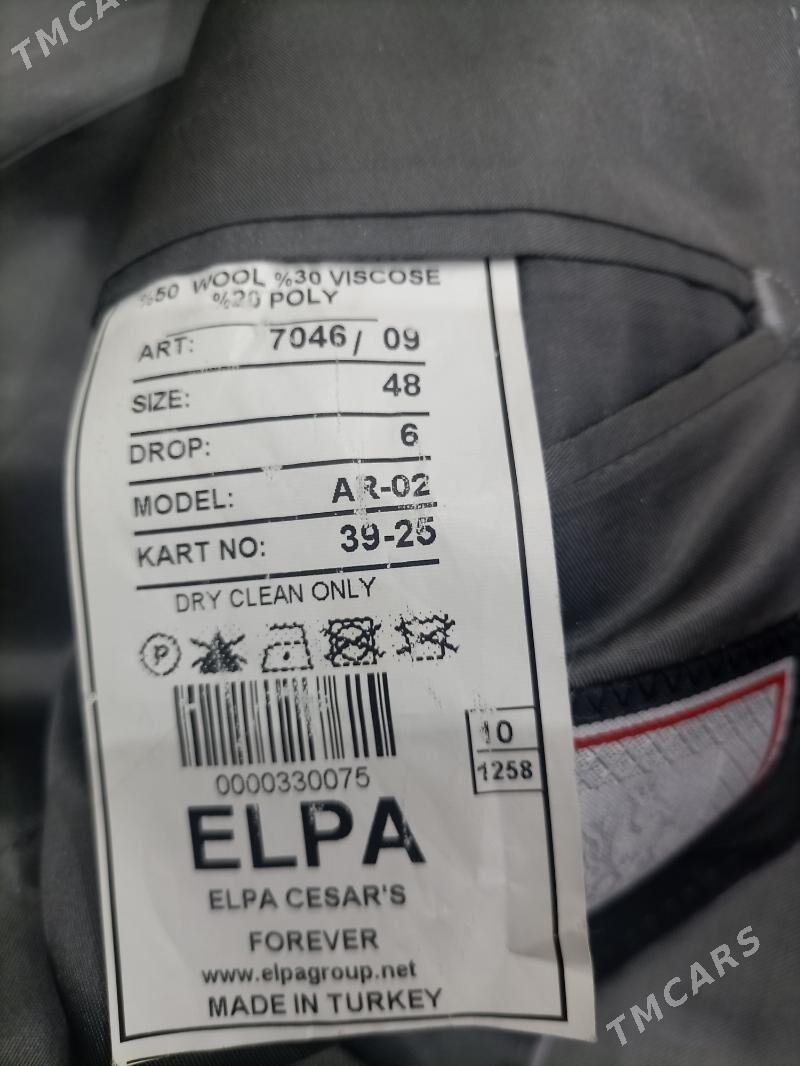 TMCARS
%50 WOOL %30 VISCOSE
%20 POLY
ART: 7046/ 09
SIZE: 48
DROP: 6
MODEL: AR-02
KART NO: 39-25
DRY CLEAN ONLY
P
0000330075
10
1258
ELPA
ELPA CESAR'S
FOREVER
www.elpagroup.net
MADE IN TURKEY
TMCARS